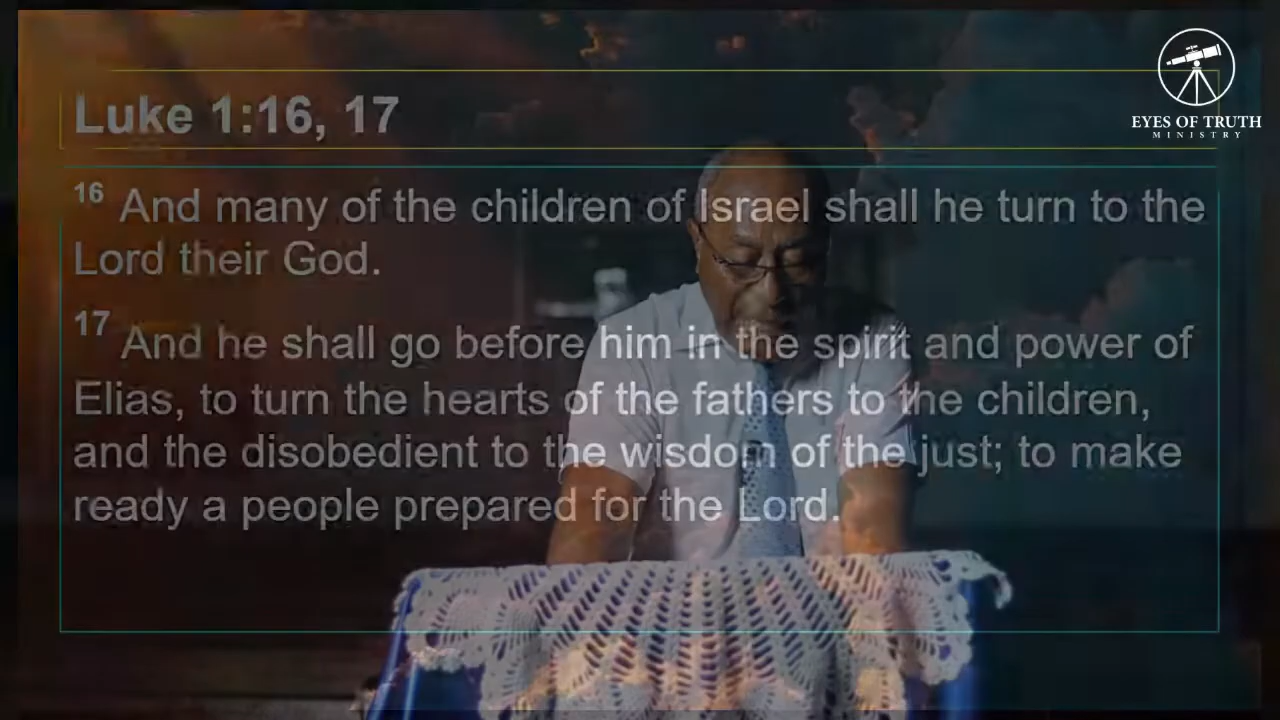 EYES OF TRUTH
MINISTRY
Luke 1:16, 17
16 And many of the children of Israel shall he turn to the
Lord their God.
17 And he shall go before him in the spirit and power of
Elias, to turn the hearts of the fathers to the children,
and the disobedient to the wisdom of the just; to make
ready a people prepared for the Lord.